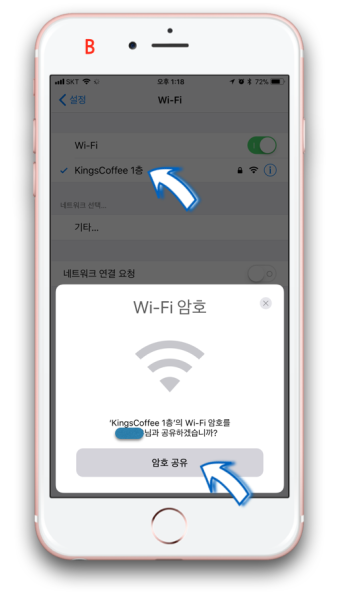 B
SKT 오후 1:18 72%
설정 Wi-Fi
Wi-Fi
KingsCoffee 1층
네트워크 선택...
기타...
네트워크 연결 요청
Wi-Fi 암호
'KingsCoffee 1층'의 Wi-Fi 암호를
님과 공유하겠습니까?
암호 공유